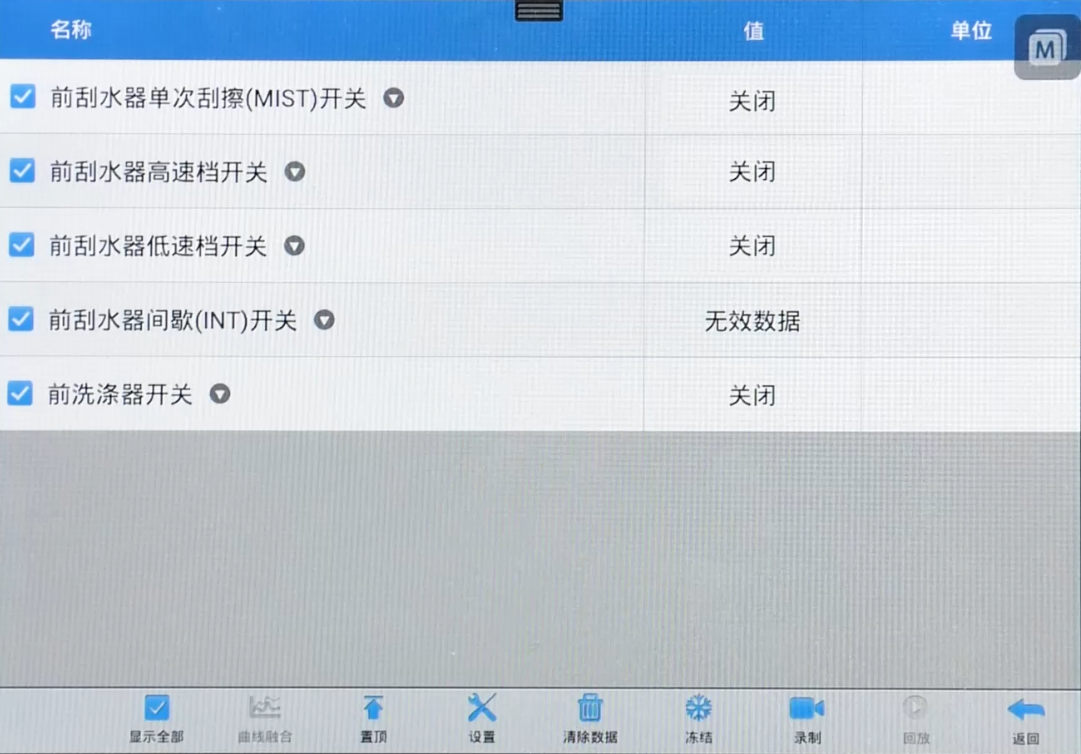 名称 值 单位
M
前刮水器单次刮擦(MIST)开关 关闭
前刮水器高速档开关 关闭
前刮水器低速档开关 关闭
前刮水器间歇(INT)开关 无效数据
前洗涤器开关 关闭
显示全部 曲线融合 置顶 设置 清除数据 冻结 录制 回放 返回